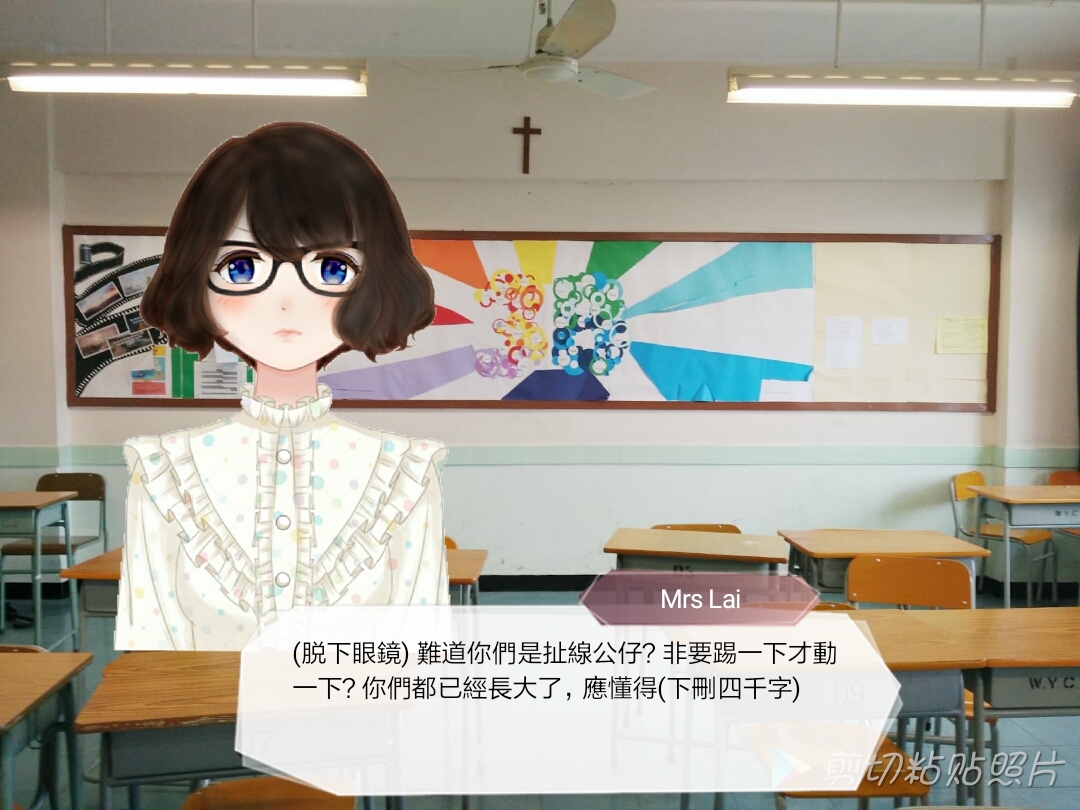 Mrs Lai
(脱下眼鏡) 難道你們是扯線公仔? 非要踢一下才動
一下? 你們都已經長大了, 應懂得(下刪四千字)
09
W.Y.C
剪切粘贴照片